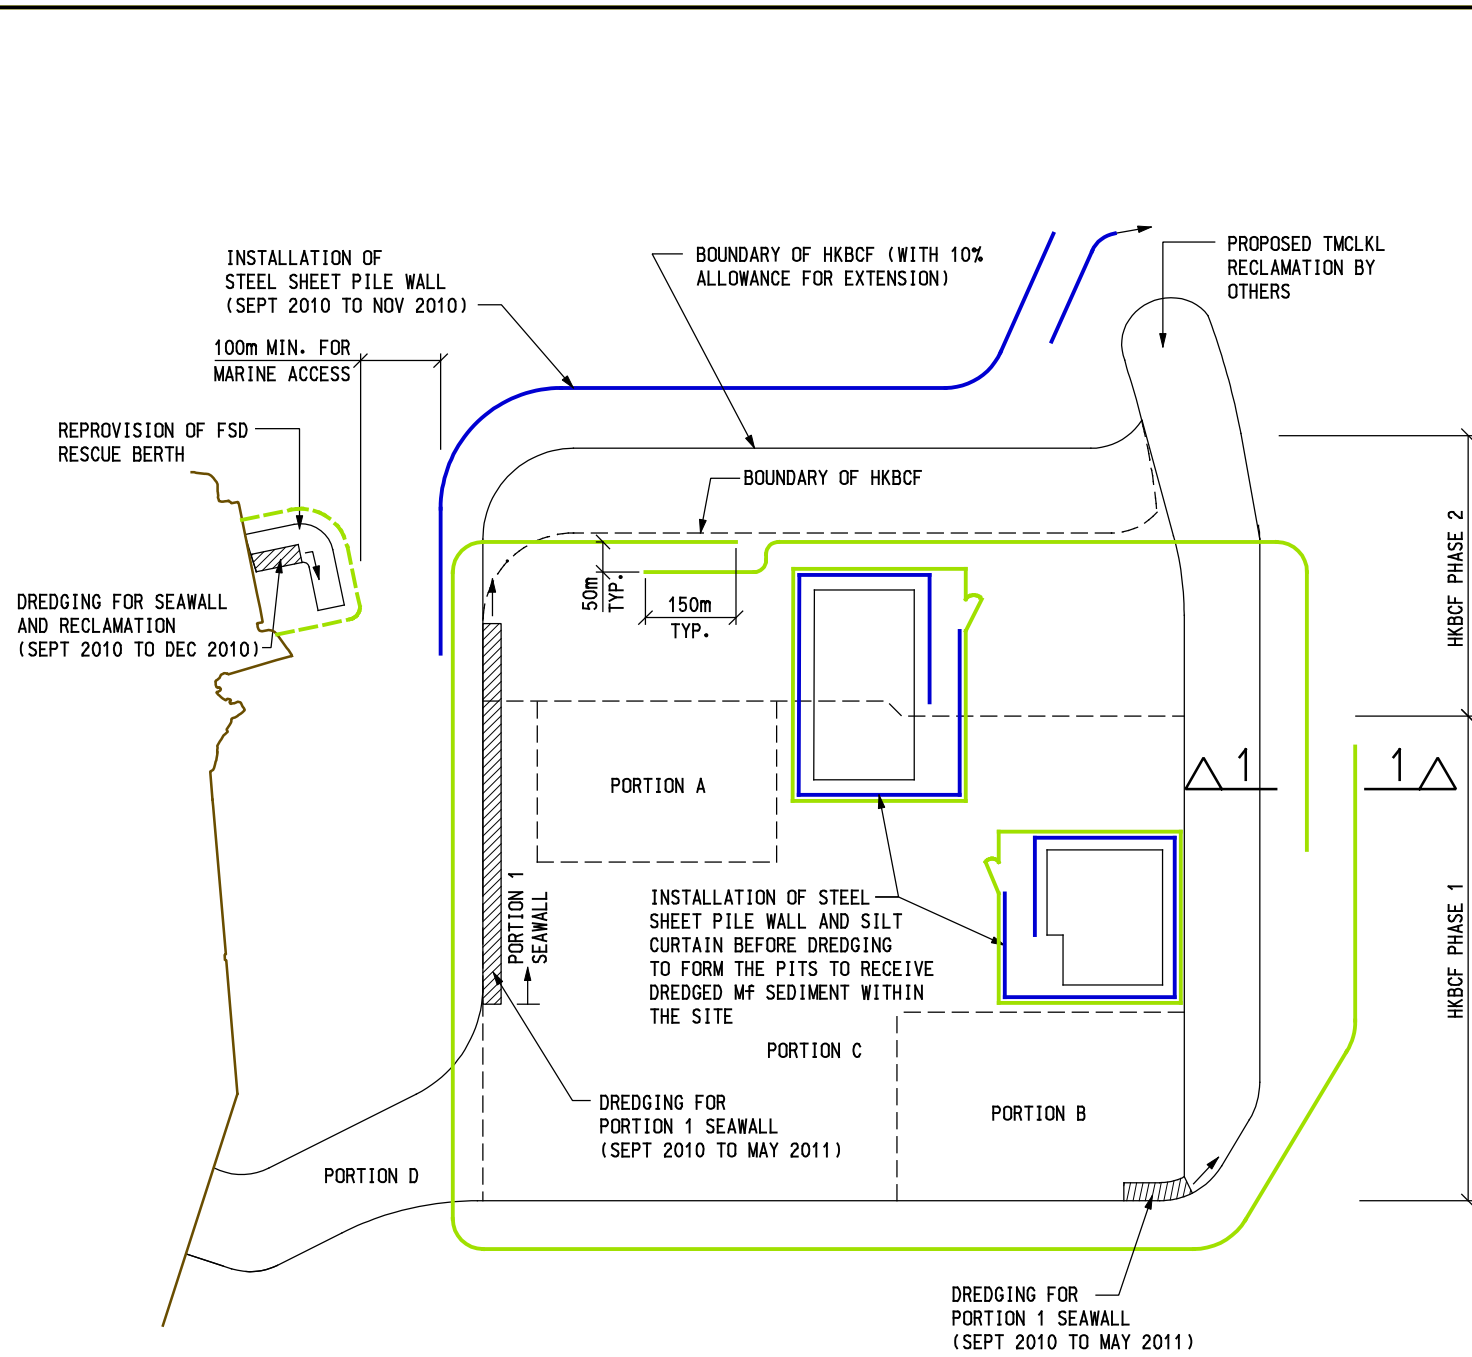 INSTALLATION OF
STEEL SHEET PILE WALL
(SEPT 2010 TO NOV 2010)
BOUNDARY OF HKBCF (WITH 10%
ALLOWANCE FOR EXTENSION)
PROPOSED TMCLKL
RECLAMATION BY
OTHERS
100m MIN. FOR
MARINE ACCESS
REPROVISION OF FSD
RESCUE BERTH
BOUNDARY OF HKBCF
HKBCF PHASE 2
50m
TYP.
150m
TYP.
DREDGING FOR SEAWALL
AND RECLAMATION
(SEPT 2010 TO DEC 2010)
PORTION A
1
1
PORTION 1
SEAWALL
INSTALLATION OF STEEL
SHEET PILE WALL AND SILT
CURTAIN BEFORE DREDGING
TO FORM THE PITS TO RECEIVE
DREDGED Mf SEDIMENT WITHIN
THE SITE
HKBCF PHASE 1
PORTION C
DREDGING FOR
PORTION 1 SEAWALL
(SEPT 2010 TO MAY 2011)
PORTION B
PORTION D
DREDGING FOR
PORTION 1 SEAWALL
(SEPT 2010 TO MAY 2011)